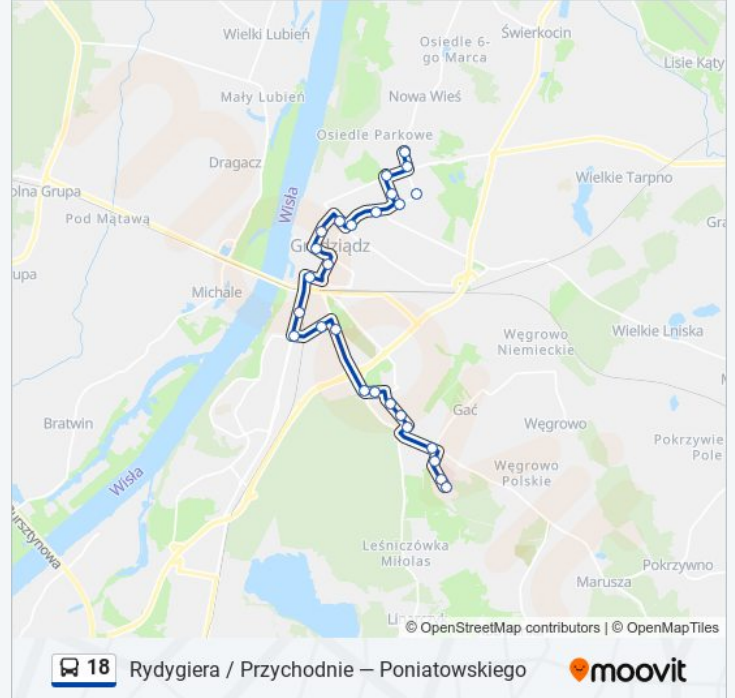 Wielki Lubień
Osiedle 6-
go Marca
Świerkocin
Lisie Kąty
Mały Lubień
Nowa Wieś
Osiedle Parkowe
Dragacz
Wielkie Tarpno
olna Grupa
Pod Mątawą
Wisła
Gra
Grudziądz
upa
Michale
Węgrowo
Niemieckie
Wielkie Lniska
Bratwin
Gać
Węgrowo
Pokrzywie
Pole
Węgrowo
Polskie
Wisła
ursztynowa
Leśniczówka
Miłolas
Pokrzywno
Marusza
© OpenStreetMap contributors | © OpenMapTiles
18 Rydygiera / Przychodnie — Poniatowskiego
moovit